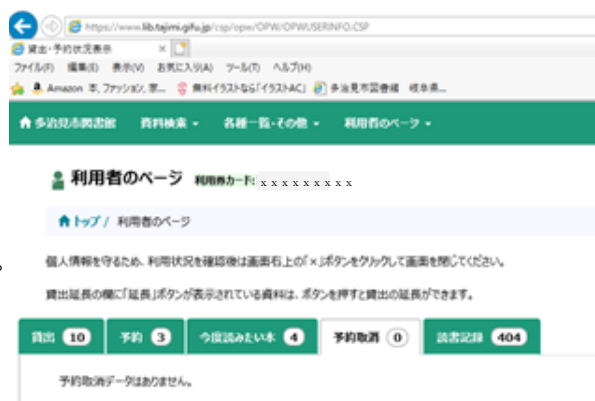 https://www.lib.tajimi.gifu.jp/csp/opw/OPW/OPWUSERINFO.CSP
貸出・予約状況表示 ×
ファイル(F) 編集(E) 表示(V) お気に入り(A) ツール(T) ヘルプ(H)
Amazon 本, ファッション, 家... 無料イラストなら「イラストAC」 多治見市図書館 岐阜県...
多治見市図書館 資料検索 各種一覧・その他 利用者のページ
利用者のページ 利用券カード: x x x x x x x x x
トップ / 利用者のページ
個人情報を守るため、利用状況を確認後は画面右上の「×」ボタンをクリックして画面を閉じてください。
貸出延長の欄に「延長」ボタンが表示されている資料は、ボタンを押すと貸出の延長ができます。
貸出 10 予約 3 今度読みたい本 4 予約取消 0 読書記録 404
予約取消データはありません。